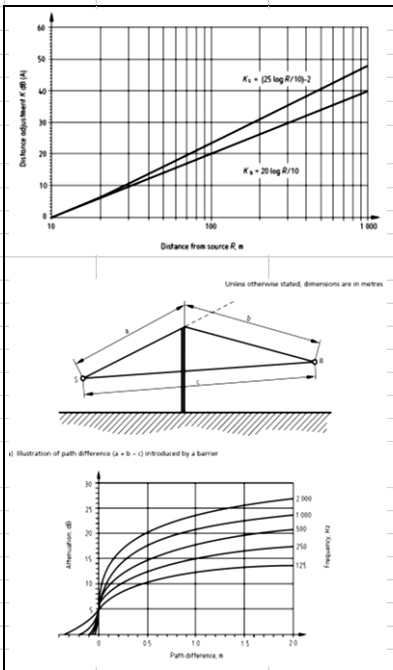 60
50
40
30
20
10
0
Distance adjustment K dB (A)
Ks = (25 log R/10)-2
Kh = 20 log R/10
10
100
1 000
Distance from source R, m
Unless otherwise stated, dimensions are in metres
a
b
S
R
c
a) Illustration of path difference (a + b − c) introduced by a barrier
30
25
20
15
10
5
Attenuation, dB
2 000
1 000
500
250
125
Frequency, Hz
0
0.5
1.0
1.5
2.0
Path difference, m